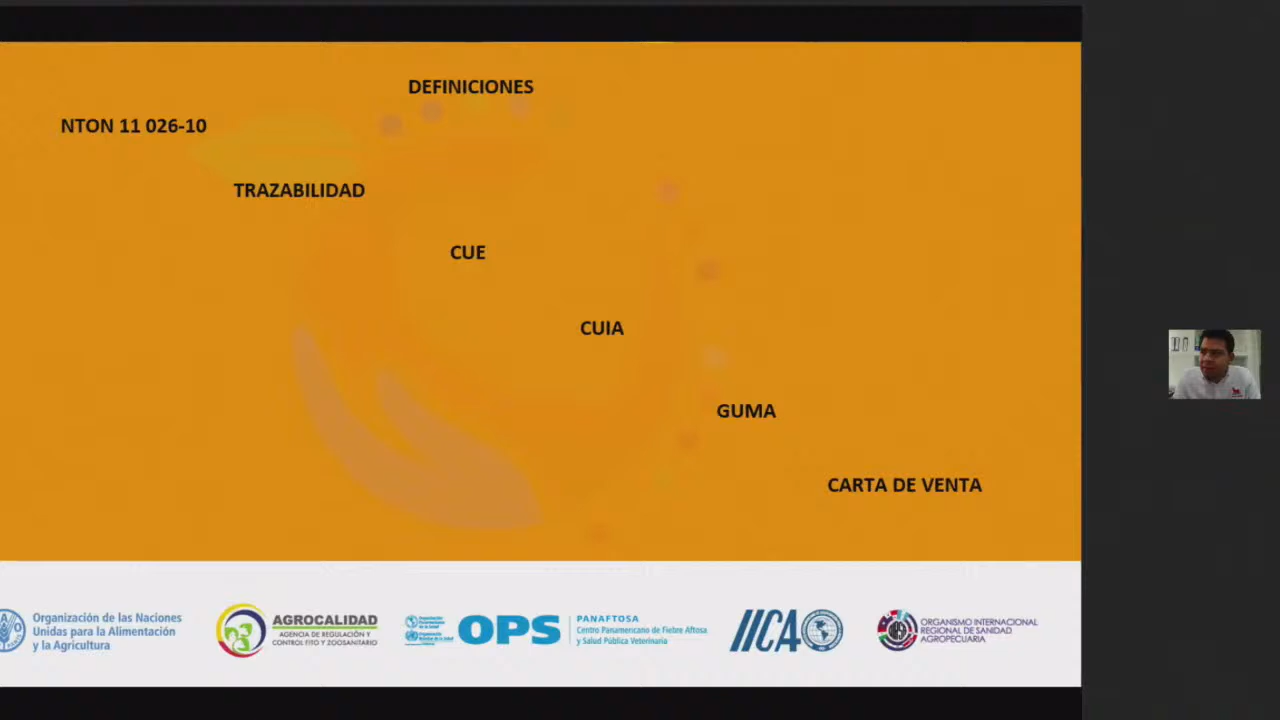 DEFINICIONES
NTON 11 026-10
TRAZABILIDAD
CUE
CUIA
GUMA
CARTA DE VENTA
Organización de las Naciones
Unidas para la Alimentación
y la Agricultura
AGROCALIDAD
AGENCIA DE REGULACIÓN Y
CONTROL FITO Y ZOOSANITARIO
OPS
PANAFTOSA
Centro Panamericano de Fiebre Aftosa
y Salud Pública Veterinaria
IICA
ORGANISMO INTERNACIONAL
REGIONAL DE SANIDAD
AGROPECUARIA